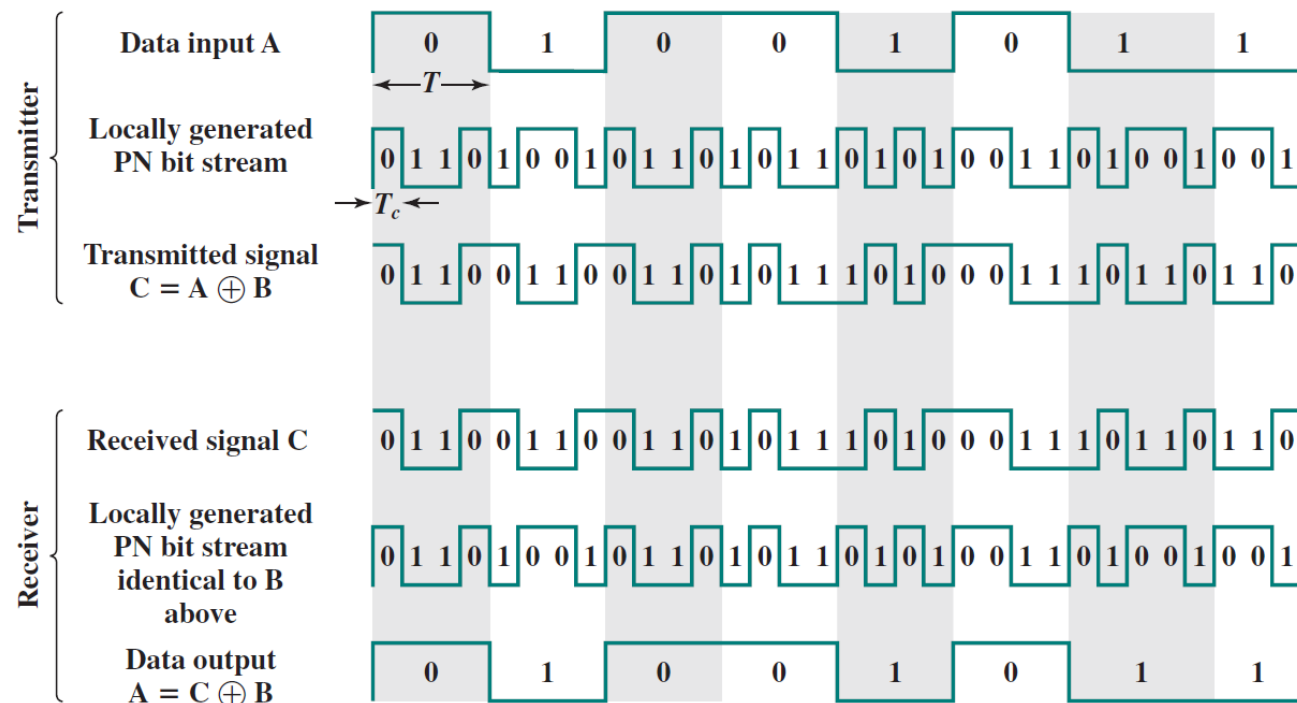 Transmitter
Data input A
0 1 0 0 1 0 1 1
T
Locally generated
PN bit stream
0 1 1 0 1 0 0 1 0 1 1 0 1 0 1 1 0 1 0 1 0 0 1 1 0 1 0 0 1 0 0 1
Tc
Transmitted signal
C = A ⊕ B
0 1 1 0 0 1 1 0 0 1 1 0 1 0 1 1 1 0 1 0 0 0 1 1 1 0 1 1 0 1 1 0
Receiver
Received signal C
0 1 1 0 0 1 1 0 0 1 1 0 1 0 1 1 1 0 1 0 0 0 1 1 1 0 1 1 0 1 1 0
Locally generated
PN bit stream
identical to B
above
0 1 1 0 1 0 0 1 0 1 1 0 1 0 1 1 0 1 0 1 0 0 1 1 0 1 0 0 1 0 0 1
Data output
A = C ⊕ B
0 1 0 0 1 0 1 1